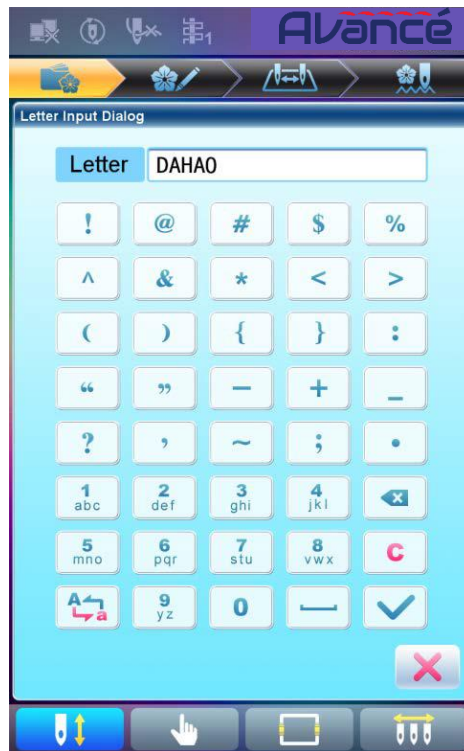 1
Avancé
Letter Input Dialog
Letter DAHAO
! @ # $ %
^ & * < >
( ) { } :
“ ” − + _
? , ~ ; •
1 2 3 4
abc def ghi jkl
5 6 7 8 C
mno pqr stu vwx
A a 9 0
yz